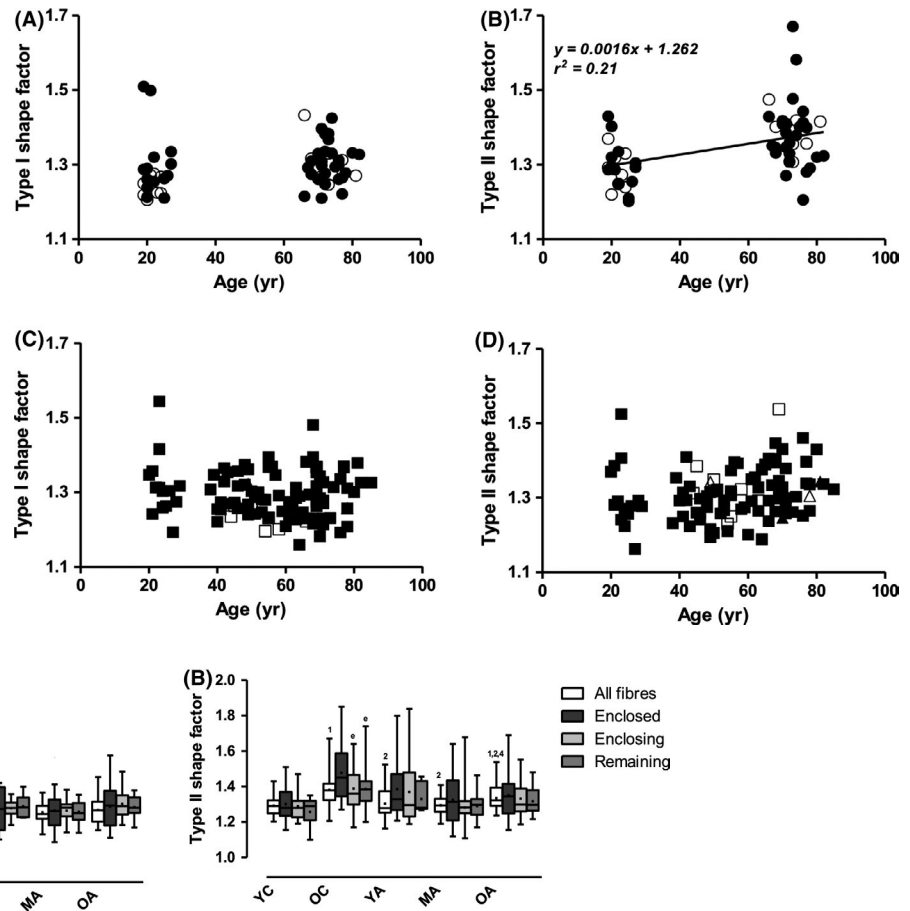 (A)
1.7
1.5
1.3
1.1
Type I shape factor
0 20 40 60 80 100
Age (yr)
(B)
1.7
1.5
1.3
1.1
Type II shape factor
y = 0.0016x + 1.262
r² = 0.21
0 20 40 60 80 100
Age (yr)
(C)
1.7
1.5
1.3
1.1
Type I shape factor
0 20 40 60 80 100
Age (yr)
(D)
1.7
1.5
1.3
1.1
Type II shape factor
0 20 40 60 80 100
Age (yr)
MA OA
(B)
2.0
1.8
1.6
1.4
1.2
1.0
Type II shape factor
1 e e 2 2 1,2,4
YC OC YA MA OA
All fibres
Enclosed
Enclosing
Remaining